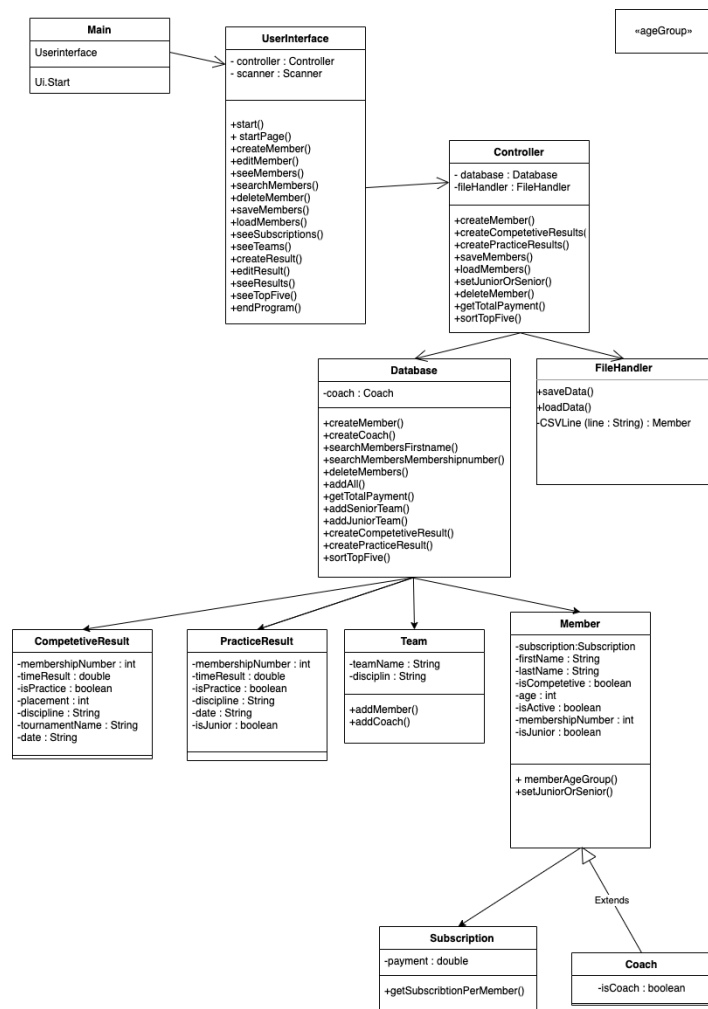 Main
Userinterface
Ui.Start
UserInterface
- controller : Controller
- scanner : Scanner
+start()
+ startPage()
+createMember()
+editMember()
+seeMembers()
+searchMembers()
+deleteMember()
+saveMembers()
+loadMembers()
+seeSubscriptions()
+seeTeams()
+createResult()
+editResult()
+seeResults()
+seeTopFive()
+endProgram()
«ageGroup»
Controller
- database : Database
-fileHandler : FileHandler
+createMember()
+createCompetetiveResults(
+createPracticeResults()
+saveMembers()
+loadMembers()
+setJuniorOrSenior()
+deleteMember()
+getTotalPayment()
+sortTopFive()
Database
-coach : Coach
+createMember()
+createCoach()
+searchMembersFirstname()
+searchMembersMembershipnumber()
+deleteMembers()
+addAll()
+getTotalPayment()
+addSeniorTeam()
+addJuniorTeam()
+createCompetetiveResult()
+createPracticeResult()
+sortTopFive()
FileHandler
+saveData()
+loadData()
-CSVLine (line : String) : Member
CompetetiveResult
-membershipNumber : int
-timeResult : double
-isPractice : boolean
-placement : int
-discipline : String
-tournamentName : String
-date : String
PracticeResult
-membershipNumber : int
-timeResult : double
-isPractice : boolean
-discipline : String
-date : String
-isJunior : boolean
Team
-teamName : String
-disciplin : String
+addMember()
+addCoach()
Member
-subscription:Subscription
-firstName : String
-lastName : String
-isCompetetive : boolean
-age : int
-isActive : boolean
-membershipNumber : int
-isJunior : boolean
+ memberAgeGroup()
+setJuniorOrSenior()
Extends
Subscription
-payment : double
+getSubscribtionPerMember()
Coach
-isCoach : boolean